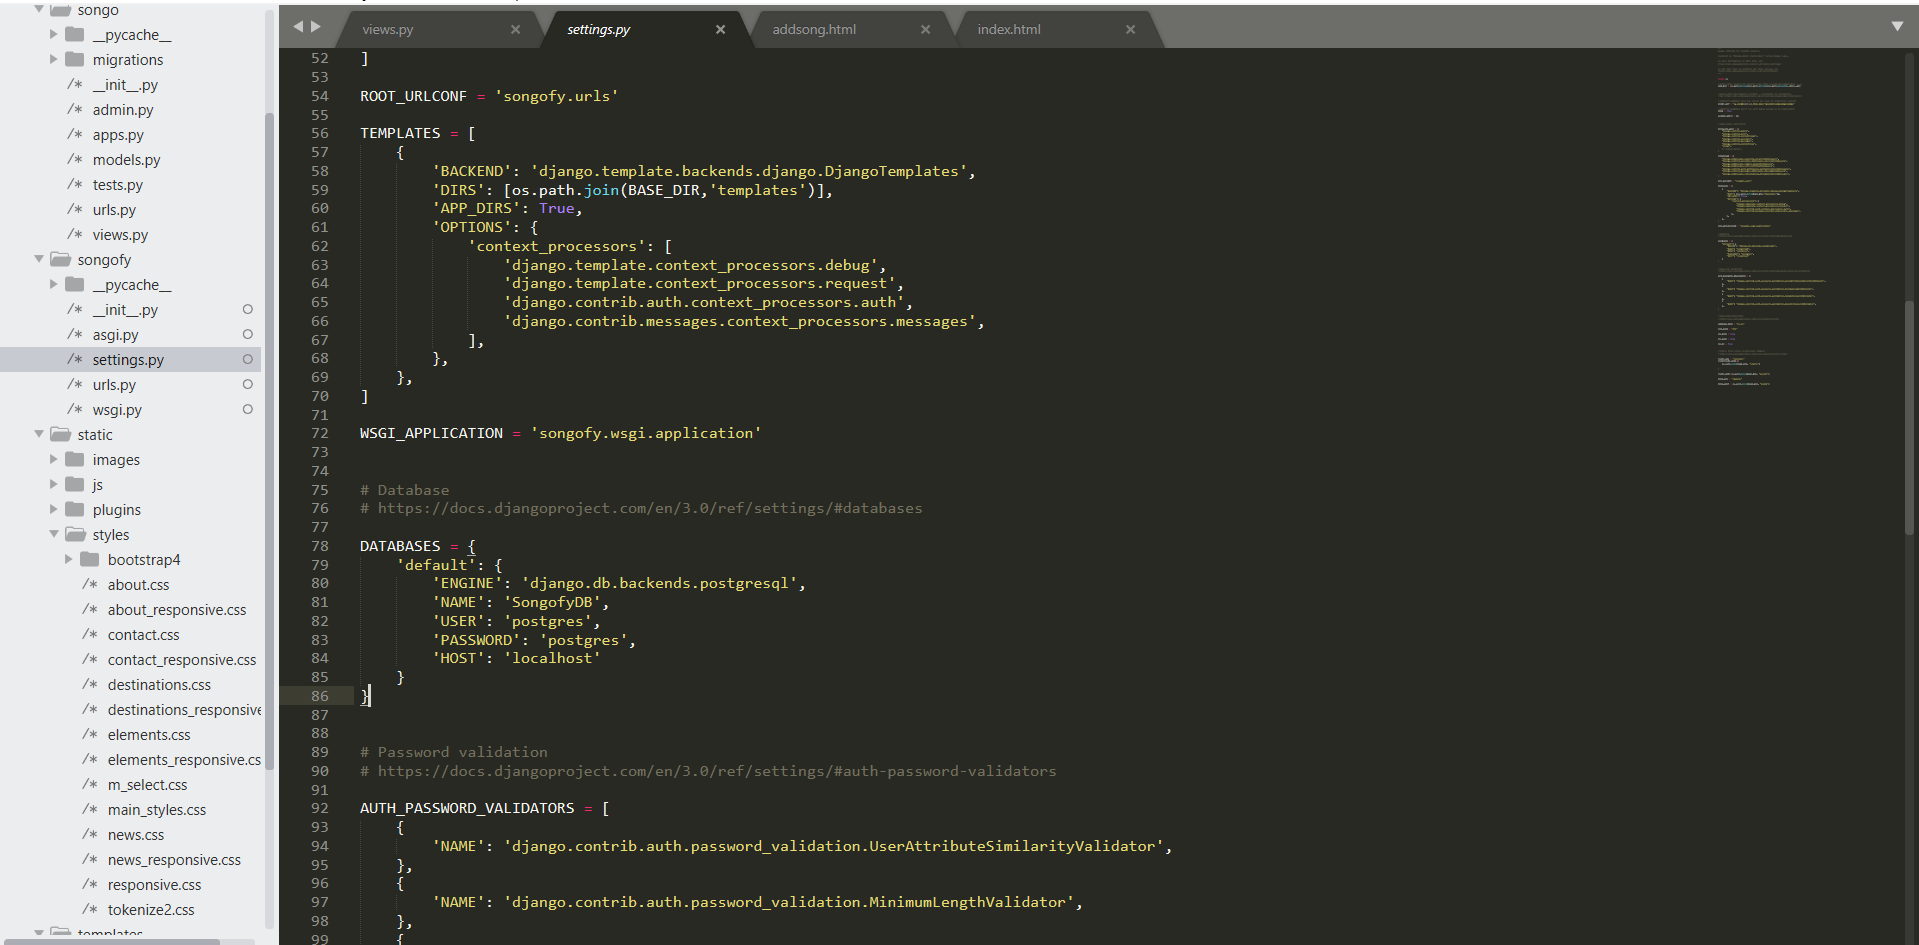 songo
__pycache__
migrations
/* __init__.py
/* admin.py
/* apps.py
/* models.py
/* tests.py
/* urls.py
/* views.py
songofy
__pycache__
/* __init__.py
/* asgi.py
/* settings.py
/* urls.py
/* wsgi.py
static
images
js
plugins
styles
bootstrap4
/* about.css
/* about_responsive.css
/* contact.css
/* contact_responsive.css
/* destinations.css
/* destinations_responsive
/* elements.css
/* elements_responsive.cs
/* m_select.css
/* main_styles.css
/* news.css
/* news_responsive.css
/* responsive.css
/* tokenize2.css
templates
views.py
settings.py
addsong.html
index.html
52 ]
53
54 ROOT_URLCONF = 'songofy.urls'
55
56 TEMPLATES = [
57     {
58         'BACKEND': 'django.template.backends.django.DjangoTemplates',
59         'DIRS': [os.path.join(BASE_DIR,'templates')],
60         'APP_DIRS': True,
61         'OPTIONS': {
62             'context_processors': [
63                 'django.template.context_processors.debug',
64                 'django.template.context_processors.request',
65                 'django.contrib.auth.context_processors.auth',
66                 'django.contrib.messages.context_processors.messages',
67             ],
68         },
69     },
70 ]
71
72 WSGI_APPLICATION = 'songofy.wsgi.application'
73
74
75 # Database
76 # https://docs.djangoproject.com/en/3.0/ref/settings/#databases
77
78 DATABASES = {
79     'default': {
80         'ENGINE': 'django.db.backends.postgresql',
81         'NAME': 'SongofyDB',
82         'USER': 'postgres',
83         'PASSWORD': 'postgres',
84         'HOST': 'localhost'
85     }
86 }
87
88
89 # Password validation
90 # https://docs.djangoproject.com/en/3.0/ref/settings/#auth-password-validators
91
92 AUTH_PASSWORD_VALIDATORS = [
93     {
94         'NAME': 'django.contrib.auth.password_validation.UserAttributeSimilarityValidator',
95     },
96     {
97         'NAME': 'django.contrib.auth.password_validation.MinimumLengthValidator',
98     },
99     {